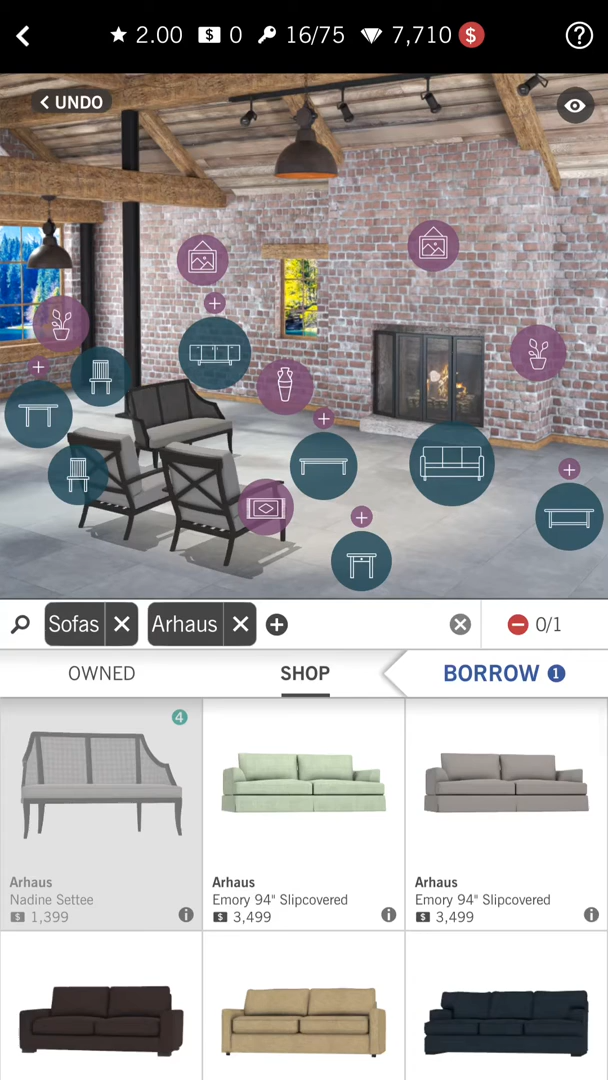 ★ 2.00 $ 0 16/75 7,710 $ ?
< UNDO
+
+
+
+
+
Sofas X Arhaus X + 0/1
OWNED SHOP BORROW 1
4
Arhaus
Nadine Settee
$ 1,399 i
Arhaus
Emory 94" Slipcovered
$ 3,499 i
Arhaus
Emory 94" Slipcovered
$ 3,499 i